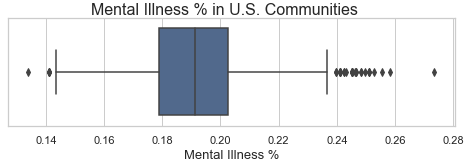 Mental Illness % in U.S. Communities
0.14 0.16 0.18 0.20 0.22 0.24 0.26 0.28
Mental Illness %